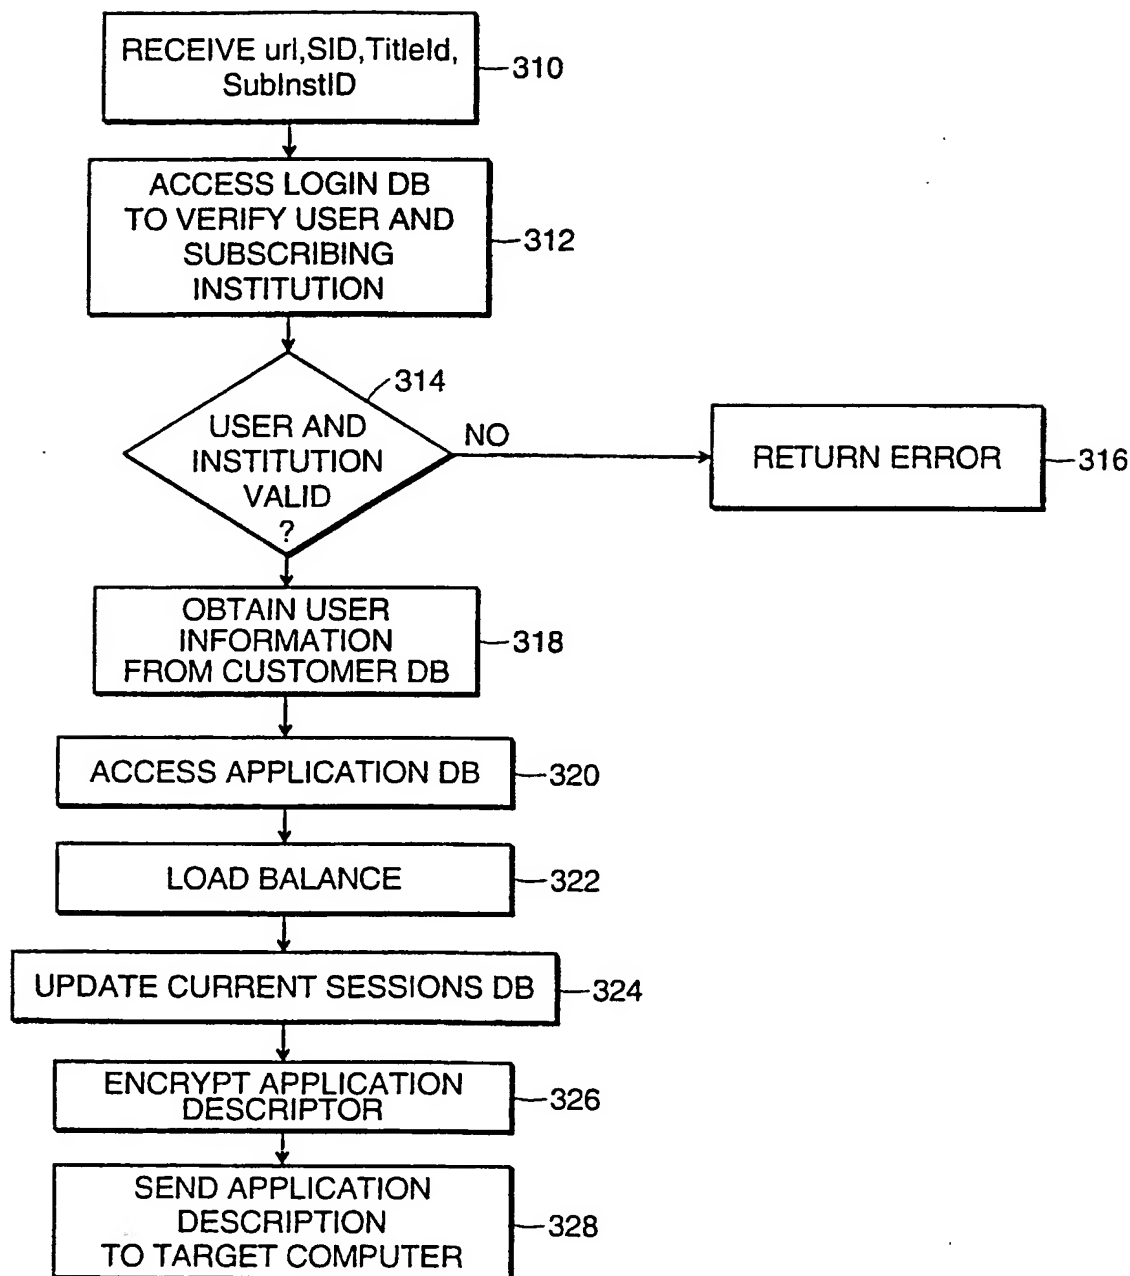 RECEIVE url,SID,TitleId,
SubInstID
310
ACCESS LOGIN DB
TO VERIFY USER AND
SUBSCRIBING
INSTITUTION
312
314
USER AND
INSTITUTION
VALID
?
NO
RETURN ERROR
316
OBTAIN USER
INFORMATION
FROM CUSTOMER DB
318
ACCESS APPLICATION DB
320
LOAD BALANCE
322
UPDATE CURRENT SESSIONS DB
324
ENCRYPT APPLICATION
DESCRIPTOR
326
SEND APPLICATION
DESCRIPTION
TO TARGET COMPUTER
328